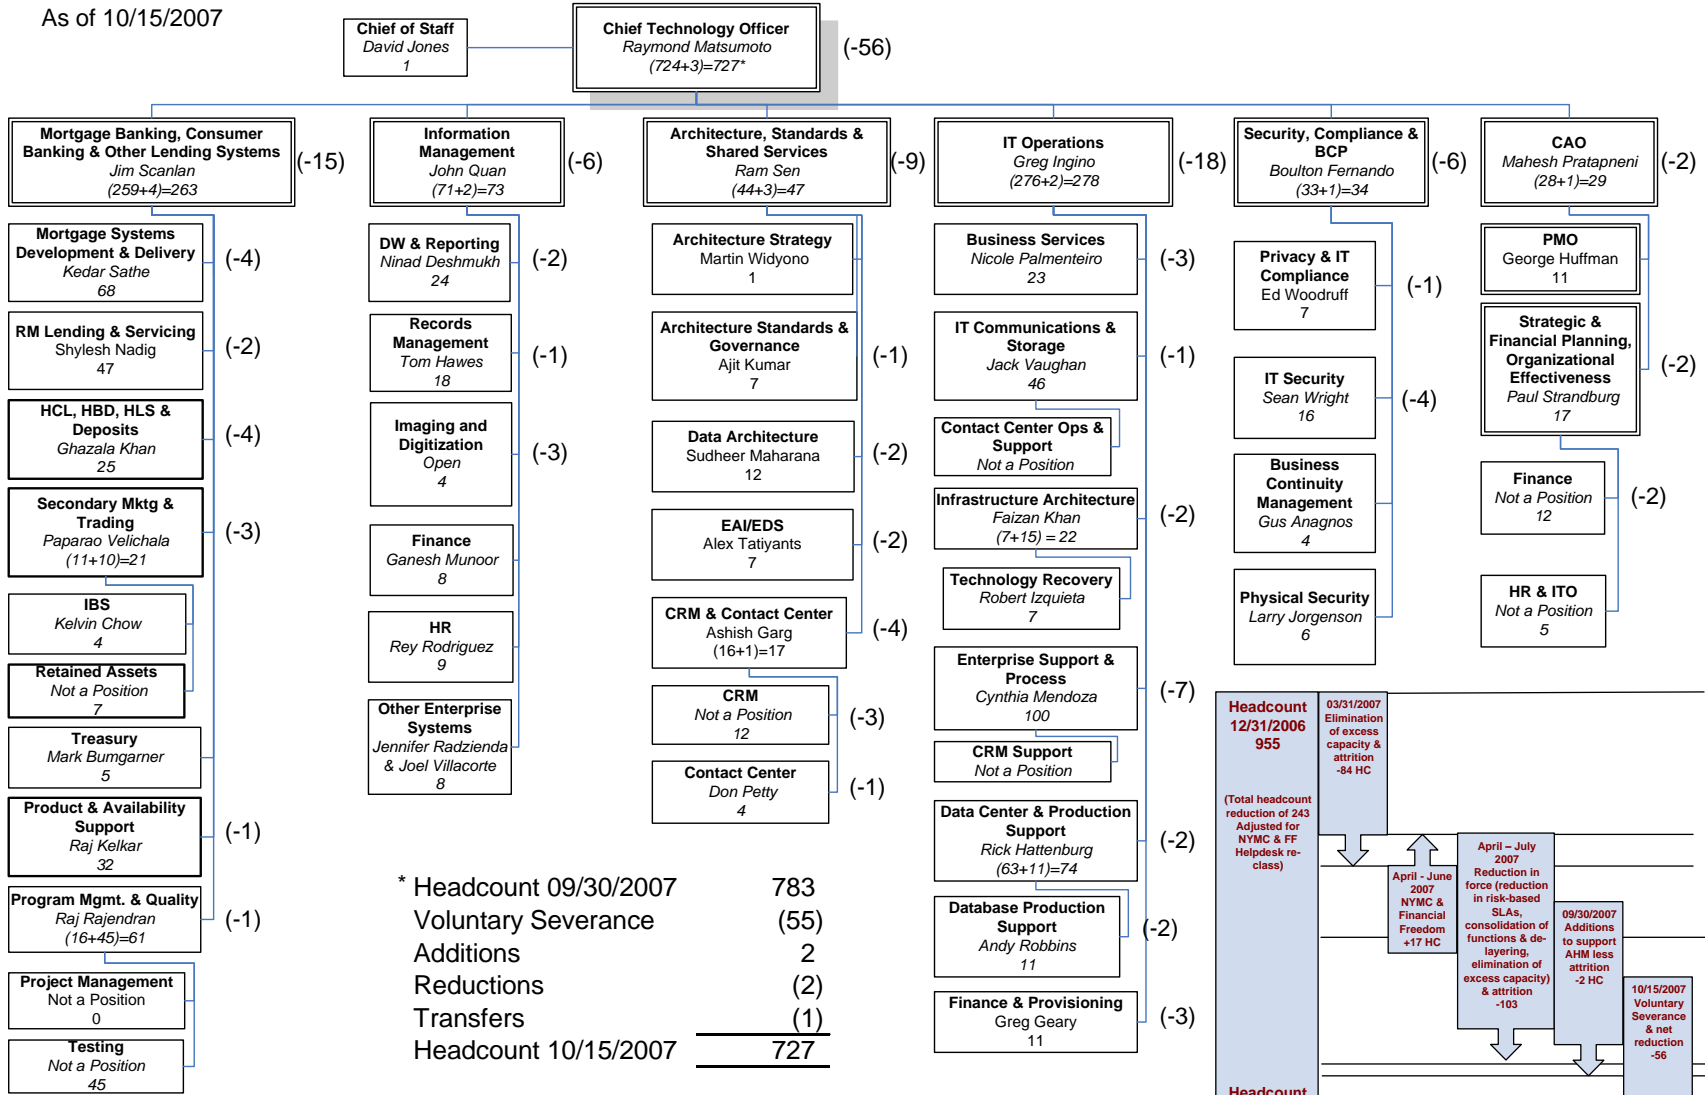 As of 10/15/2007
Chief of Staff
David Jones
1
Chief Technology Officer
Raymond Matsumoto
(724+3)=727*
(-56)
Mortgage Banking, Consumer
Banking & Other Lending Systems
Jim Scanlan
(259+4)=263
(-15)
Mortgage Systems
Development & Delivery
Kedar Sathe
68
(-4)
RM Lending & Servicing
Shylesh Nadig
47
(-2)
HCL, HBD, HLS &
Deposits
Ghazala Khan
25
(-4)
Secondary Mktg &
Trading
Paparao Velichala
(11+10)=21
(-3)
IBS
Kelvin Chow
4
Retained Assets
Not a Position
7
Treasury
Mark Bumgarner
5
Product & Availability
Support
Raj Kelkar
32
(-1)
Program Mgmt. & Quality
Raj Rajendran
(16+45)=61
(-1)
Project Management
Not a Position
0
Testing
Not a Position
45
Information
Management
John Quan
(71+2)=73
(-6)
DW & Reporting
Ninad Deshmukh
24
(-2)
Records
Management
Tom Hawes
18
(-1)
Imaging and
Digitization
Open
4
(-3)
Finance
Ganesh Munoor
8
HR
Rey Rodriguez
9
Other Enterprise
Systems
Jennifer Radzienda
& Joel Villacorte
8
Architecture, Standards &
Shared Services
Ram Sen
(44+3)=47
(-9)
Architecture Strategy
Martin Widyono
1
Architecture Standards &
Governance
Ajit Kumar
7
(-1)
Data Architecture
Sudheer Maharana
12
(-2)
EAI/EDS
Alex Tatiyants
7
(-2)
CRM & Contact Center
Ashish Garg
(16+1)=17
(-4)
CRM
Not a Position
12
(-3)
Contact Center
Don Petty
4
(-1)
IT Operations
Greg Ingino
(276+2)=278
(-18)
Business Services
Nicole Palmenteiro
23
(-3)
IT Communications &
Storage
Jack Vaughan
46
(-1)
Contact Center Ops &
Support
Not a Position
Infrastructure Architecture
Faizan Khan
(7+15) = 22
(-2)
Technology Recovery
Robert Izquieta
7
Enterprise Support &
Process
Cynthia Mendoza
100
(-7)
CRM Support
Not a Position
Data Center & Production
Support
Rick Hattenburg
(63+11)=74
(-2)
Database Production
Support
Andy Robbins
11
(-2)
Finance & Provisioning
Greg Geary
11
(-3)
Security, Compliance &
BCP
Boulton Fernando
(33+1)=34
(-6)
Privacy & IT
Compliance
Ed Woodruff
7
(-1)
IT Security
Sean Wright
16
(-4)
Business
Continuity
Management
Gus Anagnos
4
Physical Security
Larry Jorgenson
6
CAO
Mahesh Pratapneni
(28+1)=29
(-2)
PMO
George Huffman
11
Strategic &
Financial Planning,
Organizational
Effectiveness
Paul Strandburg
17
(-2)
Finance
Not a Position
12
(-2)
HR & ITO
Not a Position
5
* Headcount 09/30/2007 783
Voluntary Severance (55)
Additions 2
Reductions (2)
Transfers (1)
Headcount 10/15/2007 727
Headcount
12/31/2006
955
(Total headcount
reduction of 243
Adjusted for
NYMC & FF
Helpdesk re-
class)
Headcount
03/31/2007
Elimination
of excess
capacity &
attrition
-84 HC
April - June
2007
NYMC &
Financial
Freedom
+17 HC
April – July
2007
Reduction in
force (reduction
in risk-based
SLAs,
consolidation of
functions & de-
layering,
elimination of
excess capacity)
& attrition
-103
09/30/2007
Additions
to support
AHM less
attrition
-2 HC
10/15/2007
Voluntary
Severance
& net
reduction
-56